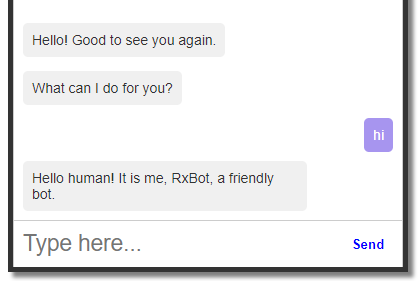 Hello! Good to see you again.
What can I do for you?
hi
Hello human! It is me, RxBot, a friendly
bot.
Type here...
Send